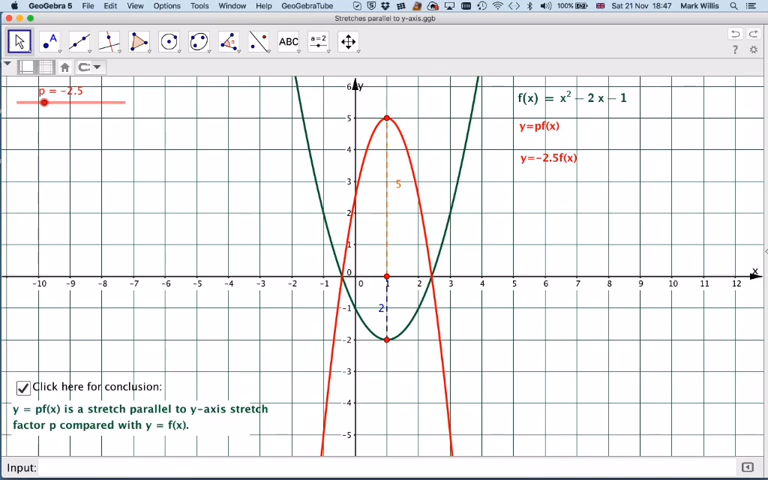 GeoGebra 5 File Edit View Options Tools Window Help GeoGebraTube 100% Sat 21 Nov 18:47 Mark Willis
Stretches parallel to y-axis.ggb
ABC a=2
p = −2.5
f(x) = x² − 2 x − 1
y=pf(x)
y=−2.5f(x)
y
6
5
4
3
2
1
0
-1
-2
-3
-4
-5
5
2
-10 -9 -8 -7 -6 -5 -4 -3 -2 -1 0 1 2 3 4 5 6 7 8 9 10 11 12
x
Click here for conclusion:
y = pf(x) is a stretch parallel to y-axis stretch
factor p compared with y = f(x).
Input: